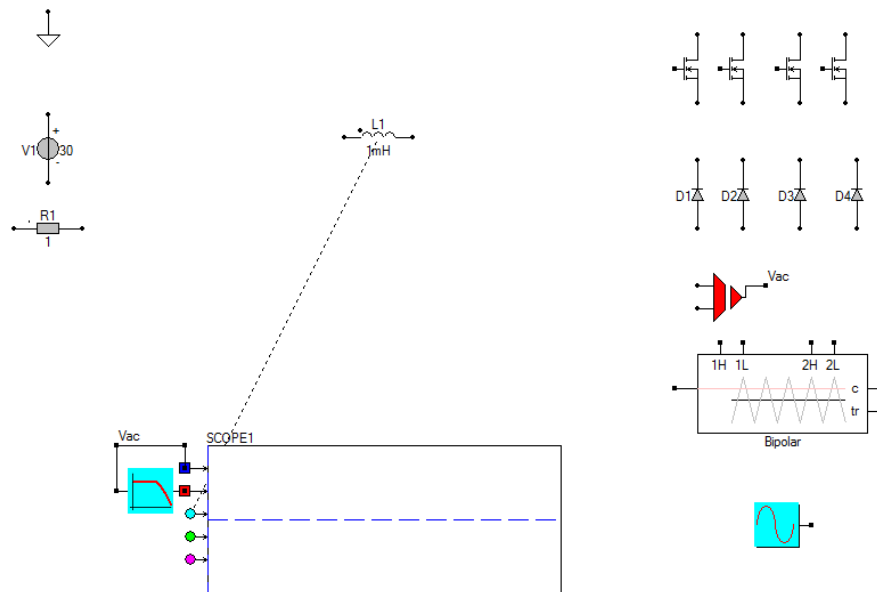 L1
1mH
V1
+
30
-
R1
1
D1
D2
D3
D4
Vac
1H 1L 2H 2L
c
tr
Bipolar
Vac
SCOPE1